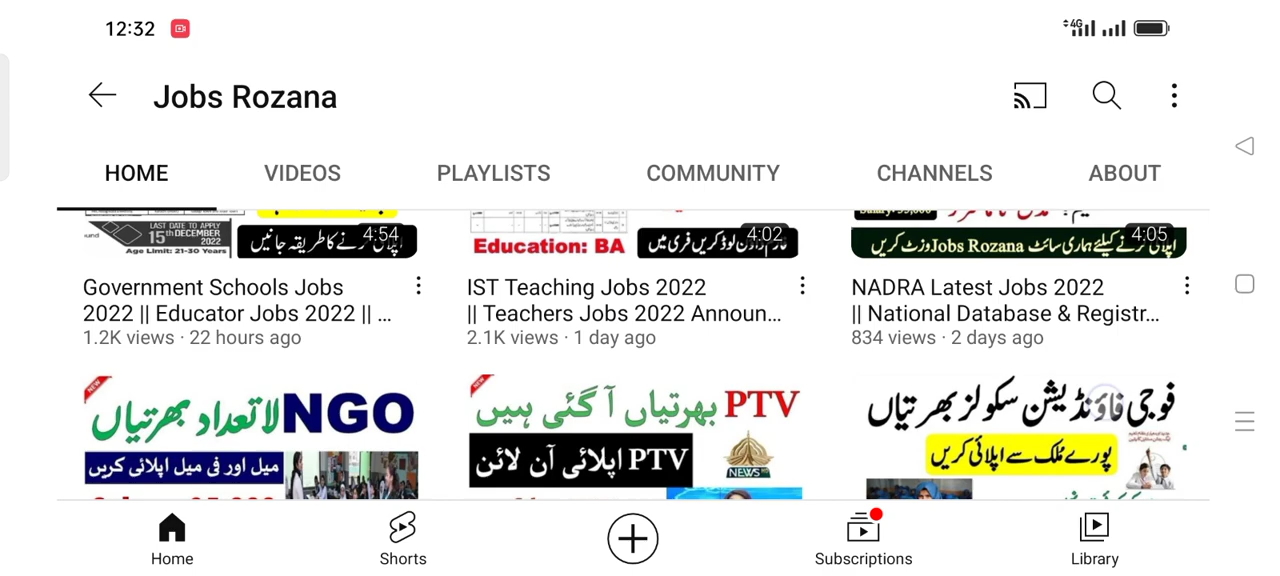 12:32
4G
Jobs Rozana
HOME
VIDEOS
PLAYLISTS
COMMUNITY
CHANNELS
ABOUT
LAST DATE TO APPLY
15th DECEMBER
2022
Age Limit: 21-30 Years
کرنے کا طریقہ جانیں
4:54
Education: BA
لوڈ کریں فری میں
4:02
کرنے کیلئے ہماری سائٹ Jobs Rozana وزٹ کریں
4:05
Government Schools Jobs
2022 || Educator Jobs 2022 || ...
1.2K views · 22 hours ago
IST Teaching Jobs 2022
|| Teachers Jobs 2022 Announ...
2.1K views · 1 day ago
NADRA Latest Jobs 2022
|| National Database & Registr...
834 views · 2 days ago
NEW
NGO لاتعداد بھرتیاں
میل اور فی میل اپلائی کریں
NEW
PTV بھرتیاں آ گئی ہیں
PTV اپلائی آن لائن
NEWS
فوجی فاؤنڈیشن سکولز بھرتیاں
پورے مُلک سے اپلائی کریں
Home
Shorts
Subscriptions
Library